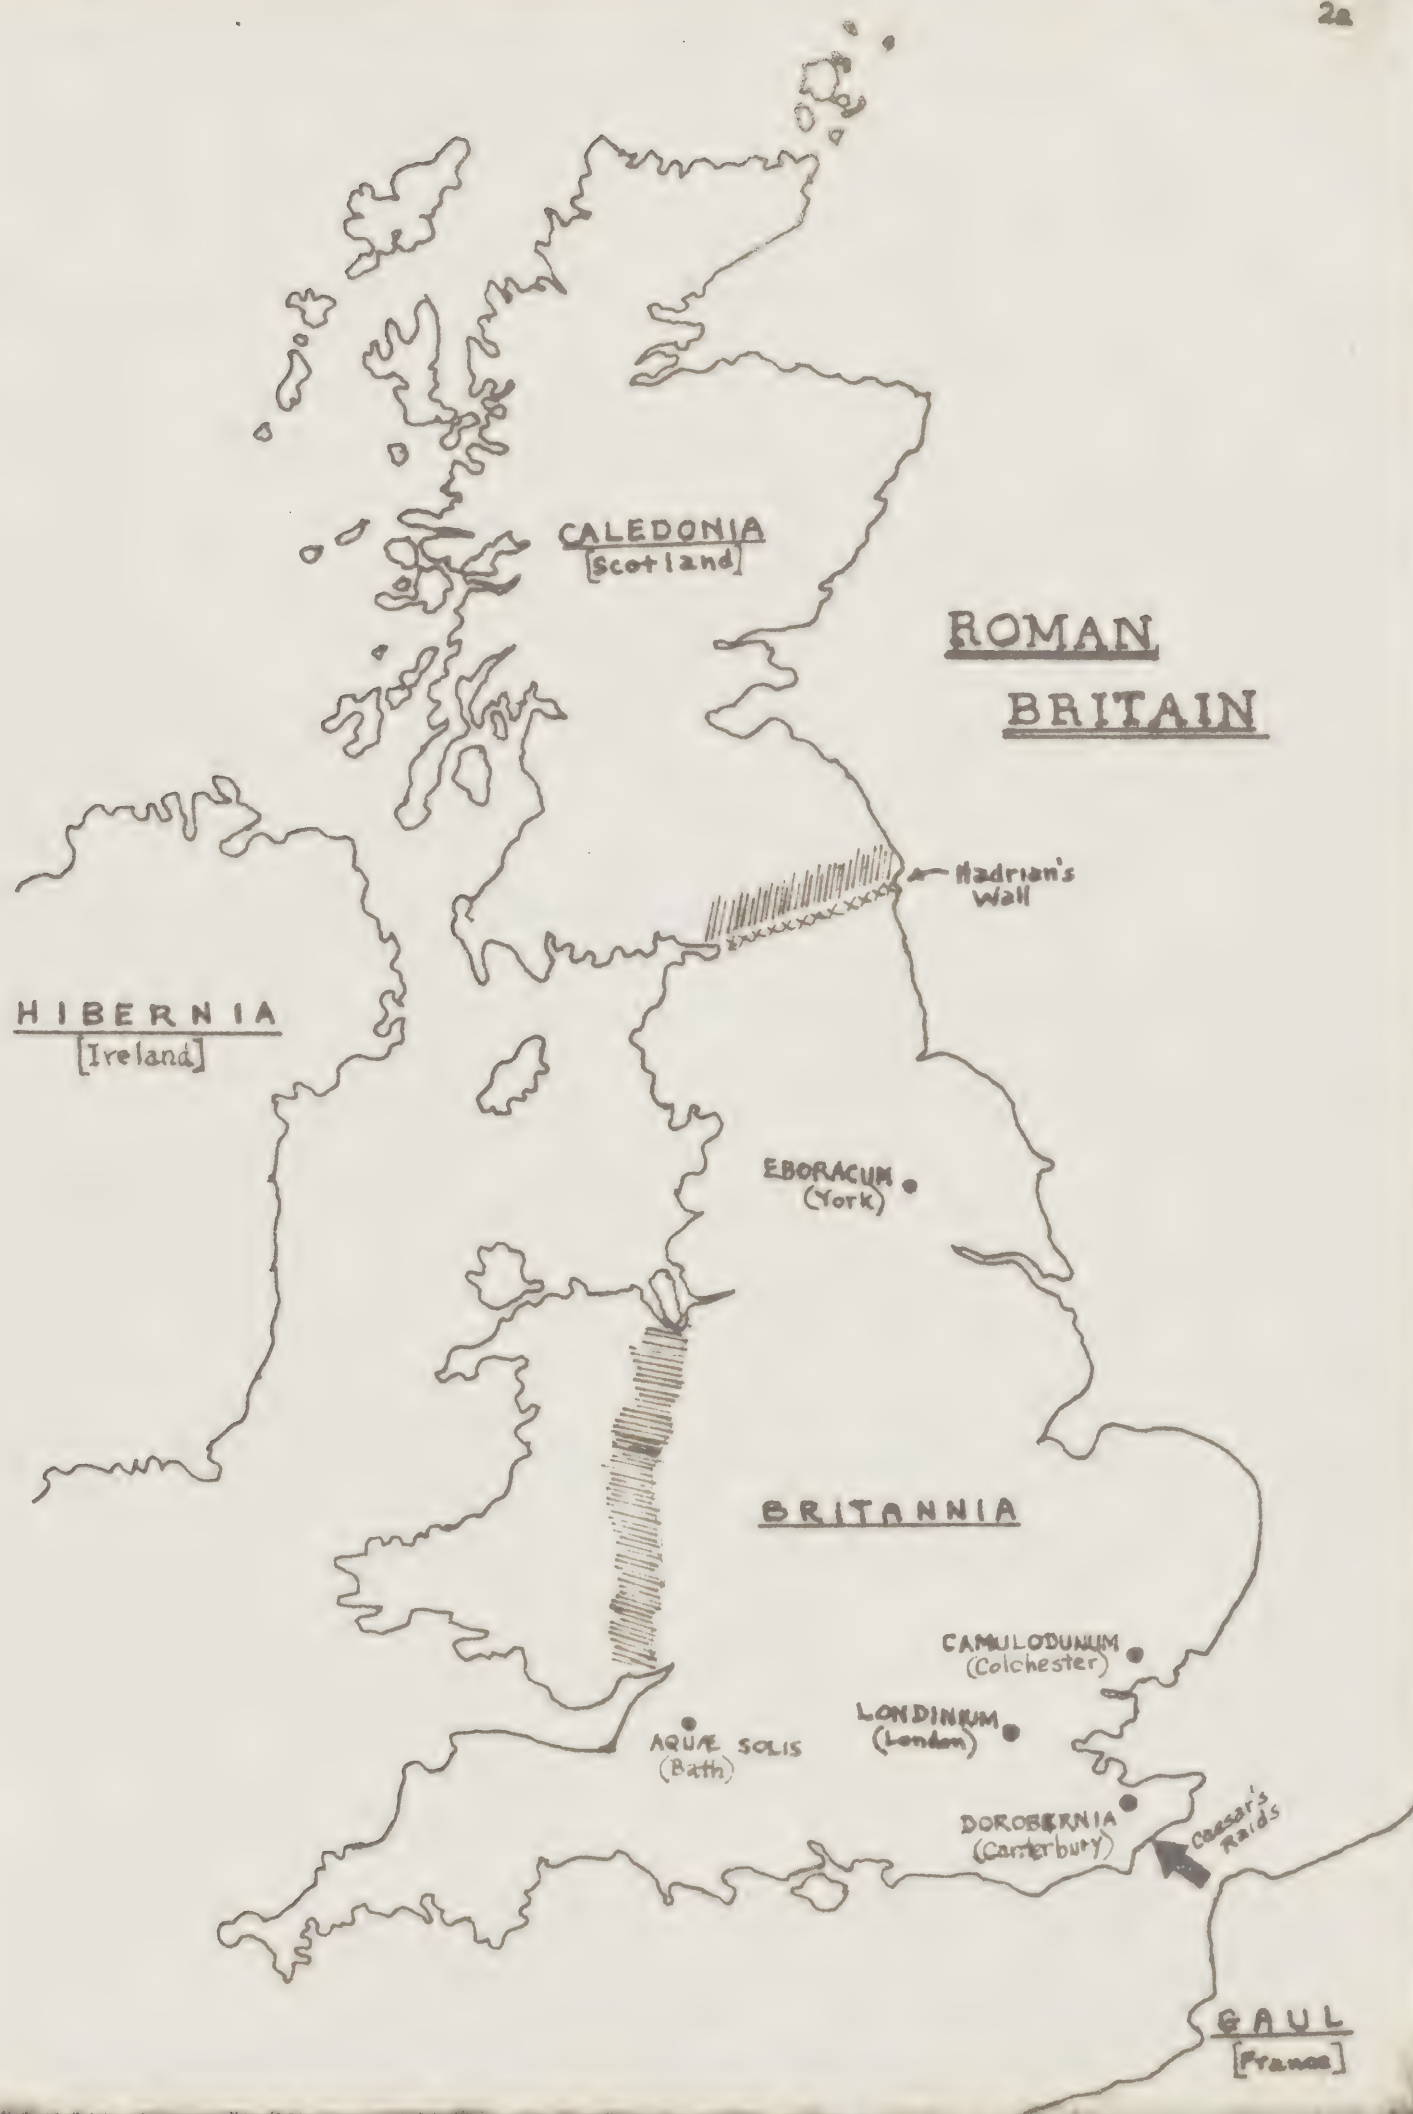 2a
CALEDONIA
[Scotland]
ROMAN
BRITAIN
Hadrian's
Wall
HIBERNIA
[Ireland]
EBORACUM
(York)
BRITANNIA
CAMULODUNUM
(Colchester)
LONDINIUM
(London)
AQUÆ SOLIS
(Bath)
DOROBERNIA
(Canterbury)
Caesar's
Raids
GAUL
[France]